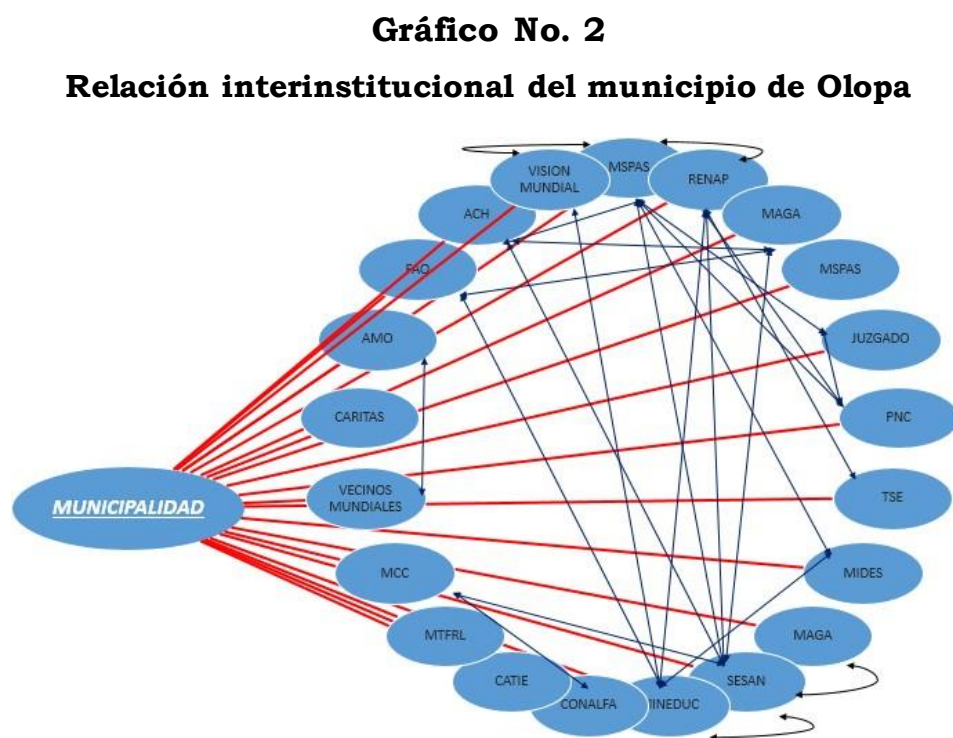 Gráfico No. 2
Relación interinstitucional del municipio de Olopa
MSPAS
VISION
MUNDIAL
RENAP
ACH
MAGA
FAO
MSPAS
AMO
JUZGADO
CARITAS
PNC
VECINOS
MUNDIALES
TSE
MUNICIPALIDAD
MCC
MIDES
MTFRL
MAGA
CATIE
SESAN
CONALFA
INEDUC